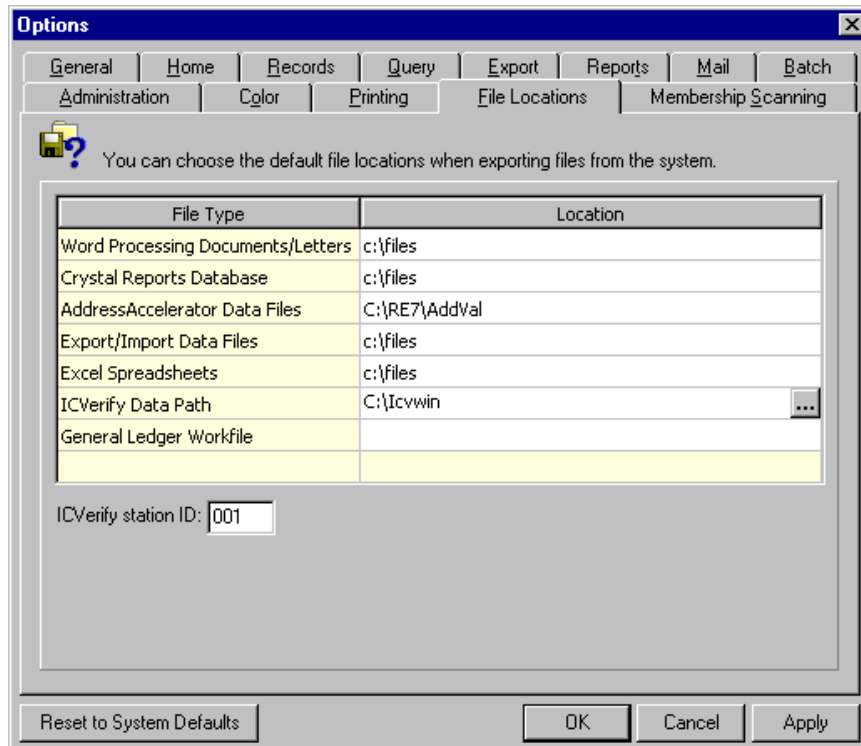 Options
General Home Records Query Export Reports Mail Batch
Administration Color Printing File Locations Membership Scanning
You can choose the default file locations when exporting files from the system.
File Type Location
Word Processing Documents/Letters c:\files
Crystal Reports Database c:\files
AddressAccelerator Data Files C:\RE7\AddVal
Export/Import Data Files c:\files
Excel Spreadsheets c:\files
ICVerify Data Path C:\Icvwin ...
General Ledger Workfile
ICVerify station ID: 001
Reset to System Defaults OK Cancel Apply